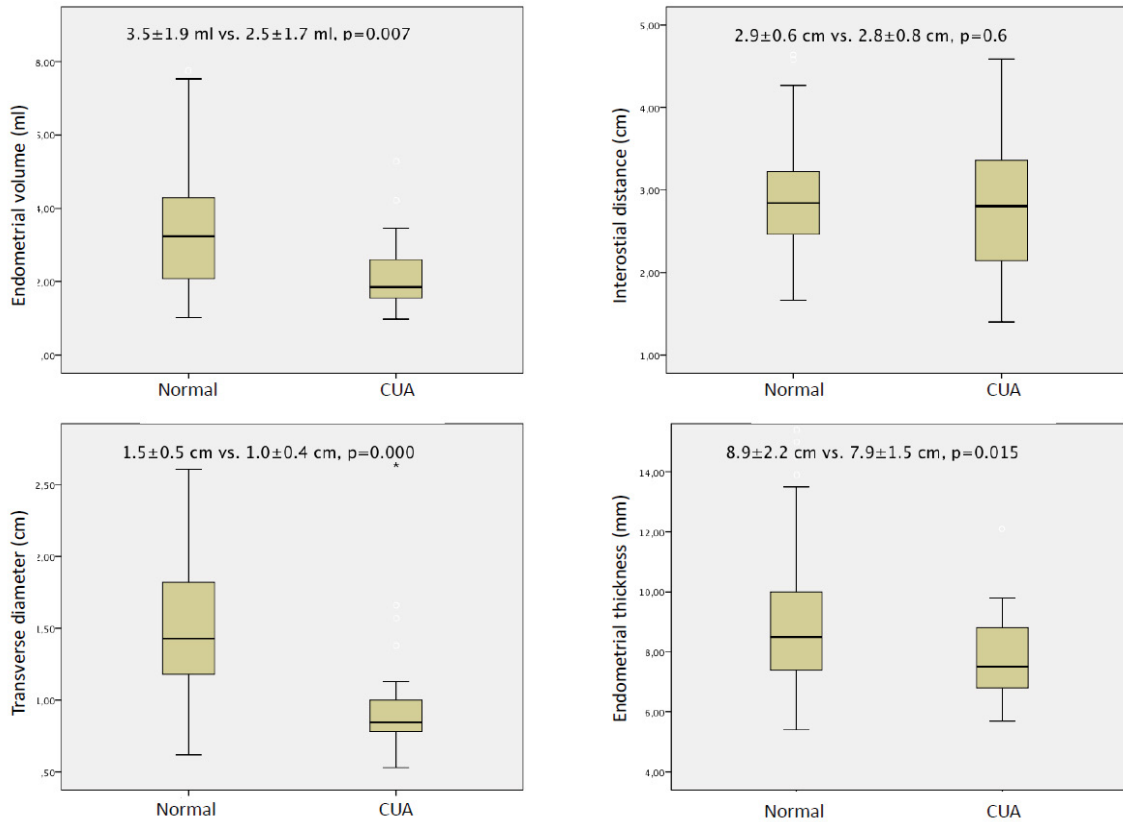 3.5±1.9 ml vs. 2.5±1.7 ml, p=0.007
Endometrial volume (ml)
8,00
6,00
4,00
2,00
,00
Normal CUA
2.9±0.6 cm vs. 2.8±0.8 cm, p=0.6
Interostial distance (cm)
5,00
4,00
3,00
2,00
1,00
Normal CUA
1.5±0.5 cm vs. 1.0±0.4 cm, p=0.000
*
Transverse diameter (cm)
2,50
2,00
1,50
1,00
,50
Normal CUA
8.9±2.2 cm vs. 7.9±1.5 cm, p=0.015
Endometrial thickness (mm)
14,00
12,00
10,00
8,00
6,00
4,00
Normal CUA